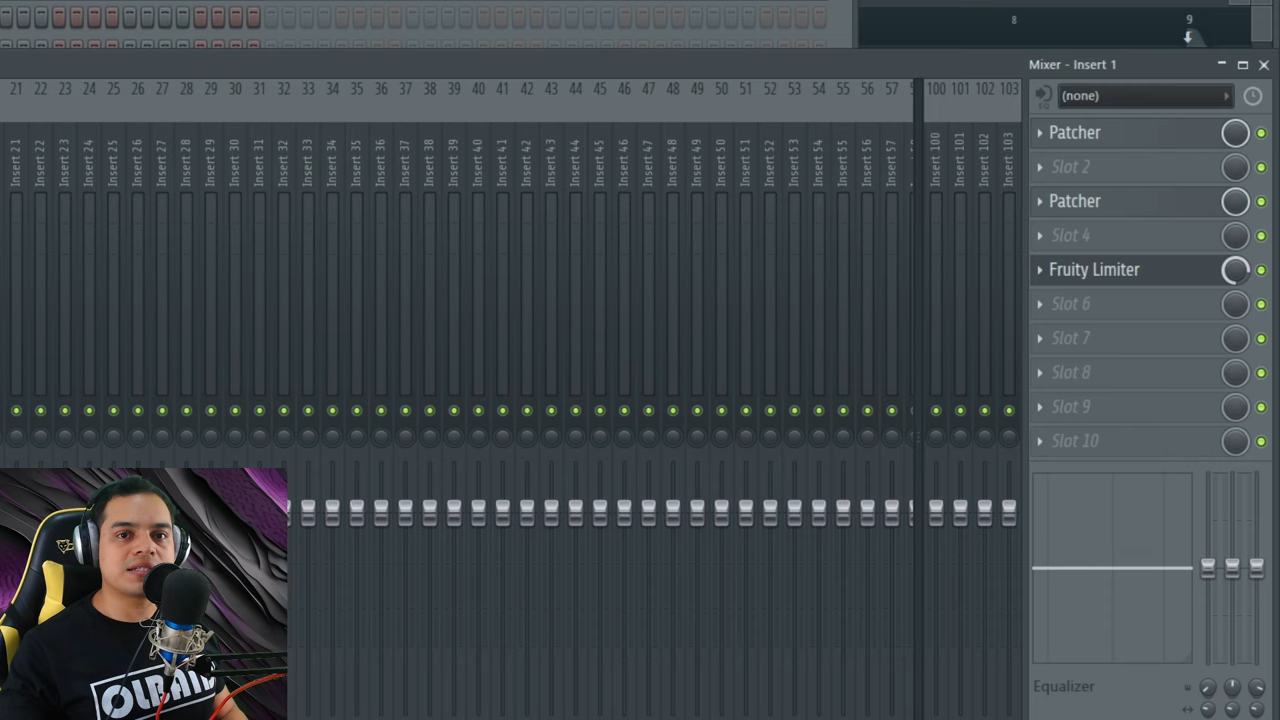 8
9
Mixer - Insert 1
21 22 23 24 25 26 27 28 29 30 31 32 33 34 35 36 37 38 39 40 41 42 43 44 45 46 47 48 49 50 51 52 53 54 55 56 57 100 101 102 103
(none)
Insert 21
Insert 22
Insert 23
Insert 24
Insert 25
Insert 26
Insert 27
Insert 28
Insert 29
Insert 30
Insert 31
Insert 32
Insert 33
Insert 34
Insert 35
Insert 36
Insert 37
Insert 38
Insert 39
Insert 40
Insert 41
Insert 42
Insert 43
Insert 44
Insert 45
Insert 46
Insert 47
Insert 48
Insert 49
Insert 50
Insert 51
Insert 52
Insert 53
Insert 54
Insert 55
Insert 56
Insert 57
Insert 100
Insert 101
Insert 102
Insert 103
Patcher
Slot 2
Patcher
Slot 4
Fruity Limiter
Slot 6
Slot 7
Slot 8
Slot 9
Slot 10
Equalizer